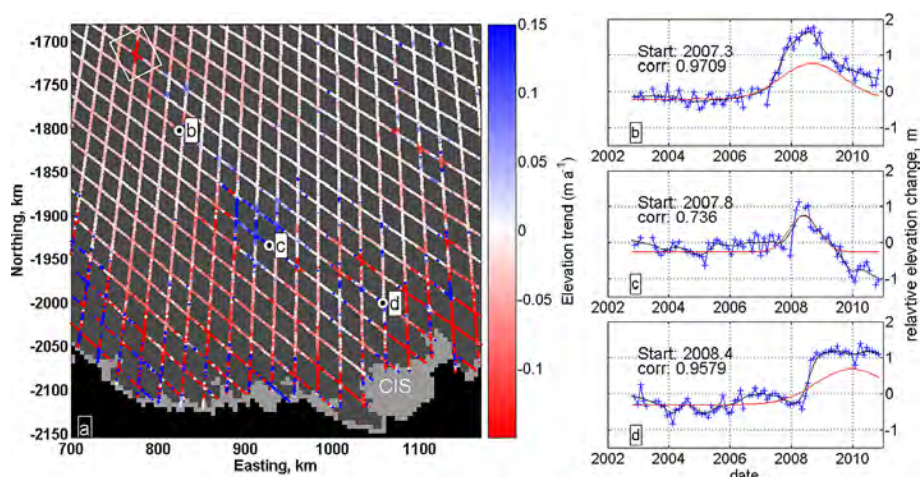 -1700
-1750
-1800
-1850
-1900
-1950
-2000
-2050
-2100
-2150
Northing, km
700
800
900
1000
1100
Easting, km
a
b
c
d
CIS
0.15
0.1
0.05
0
-0.05
-0.1
Elevation trend (m a⁻¹)
Start: 2007.3
corr: 0.9709
b
2002
2004
2006
2008
2010
2
1
0
-1
Start: 2007.8
corr: 0.736
c
2002
2004
2006
2008
2010
1
0
-1
Start: 2008.4
corr: 0.9579
d
2002
2004
2006
2008
2010
2
1
0
-1
date
relavtive elevation change, m